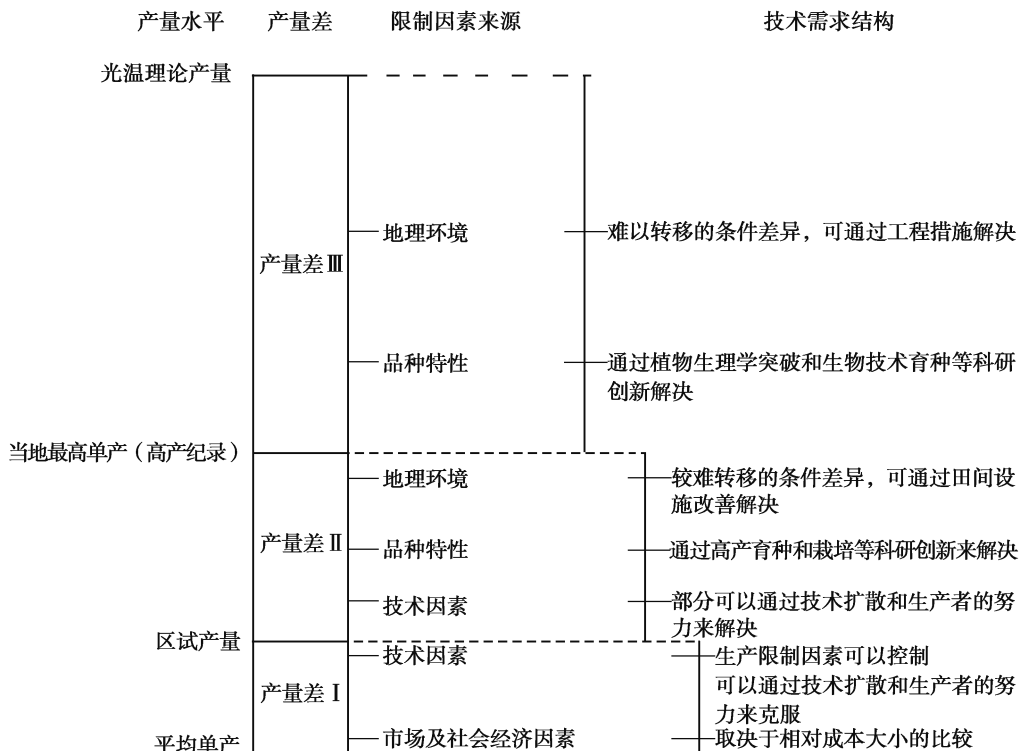 产量水平 产量差 限制因素来源 技术需求结构
光温理论产量
地理环境 难以转移的条件差异，可通过工程措施解决
产量差Ⅲ
品种特性 通过植物生理学突破和生物技术育种等科研
创新解决
当地最高单产（高产纪录）
地理环境 较难转移的条件差异，可通过田间设
施改善解决
产量差Ⅱ 品种特性 通过高产育种和栽培等科研创新来解决
技术因素 部分可以通过技术扩散和生产者的努
力来解决
区试产量
技术因素 生产限制因素可以控制
产量差Ⅰ 可以通过技术扩散和生产者的努
力来克服
平均单产 市场及社会经济因素 取决于相对成本大小的比较